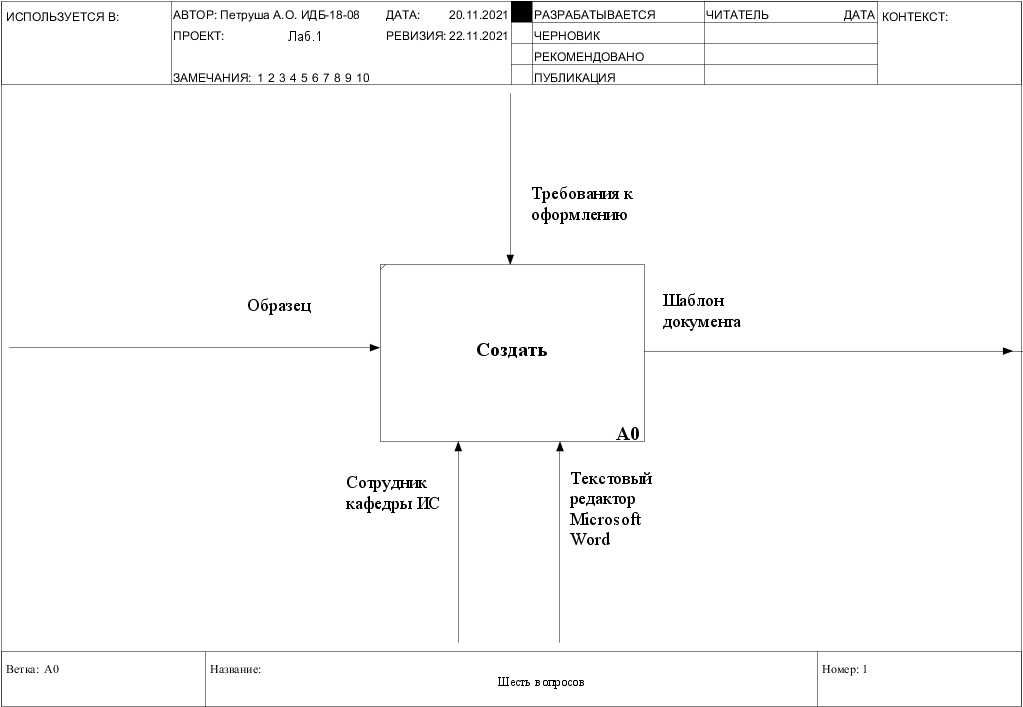 ИСПОЛЬЗУЕТСЯ В:
АВТОР: Петруша А.О. ИДБ-18-08
ДАТА: 20.11.2021
РАЗРАБАТЫВАЕТСЯ
ЧИТАТЕЛЬ ДАТА
КОНТЕКСТ:
ПРОЕКТ: Лаб.1
РЕВИЗИЯ: 22.11.2021
ЧЕРНОВИК
РЕКОМЕНДОВАНО
ЗАМЕЧАНИЯ: 1 2 3 4 5 6 7 8 9 10
ПУБЛИКАЦИЯ
Требования к
оформлению
Образец
Шаблон
документа
Создать
A0
Сотрудник
кафедры ИС
Текстовый
редактор
Microsoft
Word
Ветка: A0
Название:
Шесть вопросов
Номер: 1